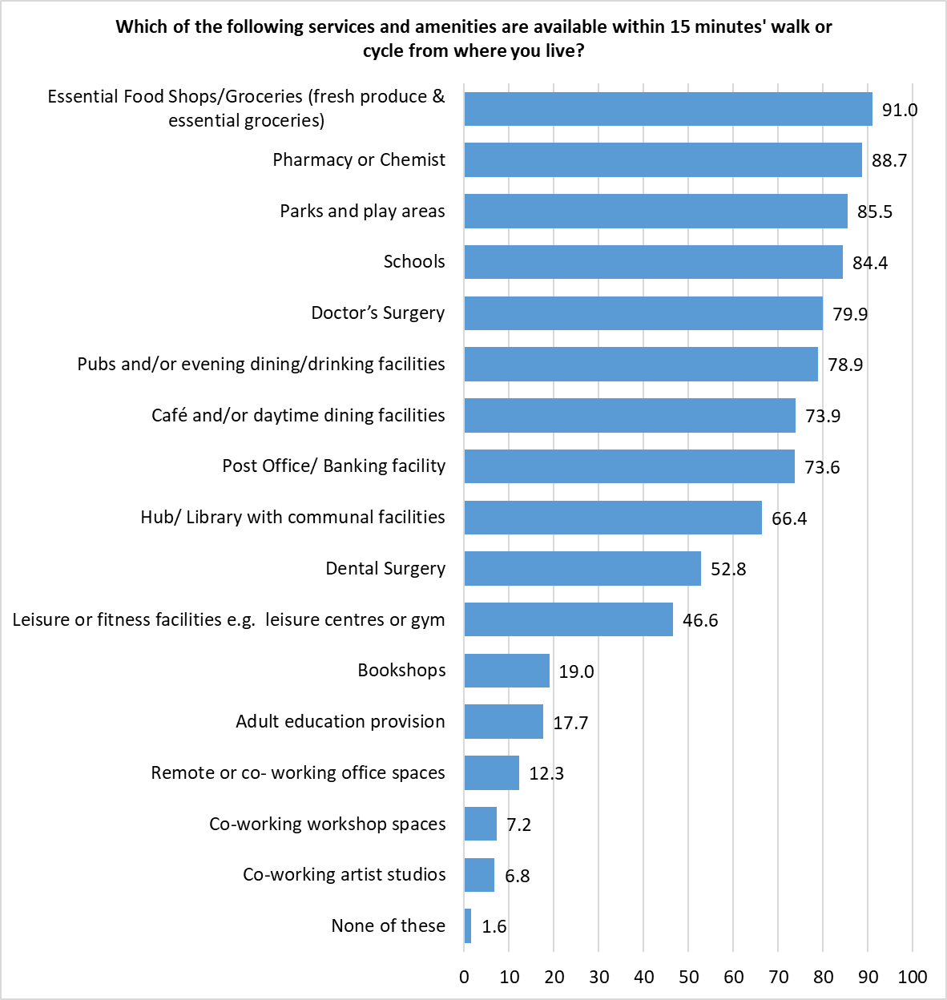 Which of the following services and amenities are available within 15 minutes' walk or
cycle from where you live?
Essential Food Shops/Groceries (fresh produce &
essential groceries)
91.0
Pharmacy or Chemist
88.7
Parks and play areas
85.5
Schools
84.4
Doctor’s Surgery
79.9
Pubs and/or evening dining/drinking facilities
78.9
Café and/or daytime dining facilities
73.9
Post Office/ Banking facility
73.6
Hub/ Library with communal facilities
66.4
Dental Surgery
52.8
Leisure or fitness facilities e.g.  leisure centres or gym
46.6
Bookshops
19.0
Adult education provision
17.7
Remote or co- working office spaces
12.3
Co-working workshop spaces
7.2
Co-working artist studios
6.8
None of these
1.6
0 10 20 30 40 50 60 70 80 90 100